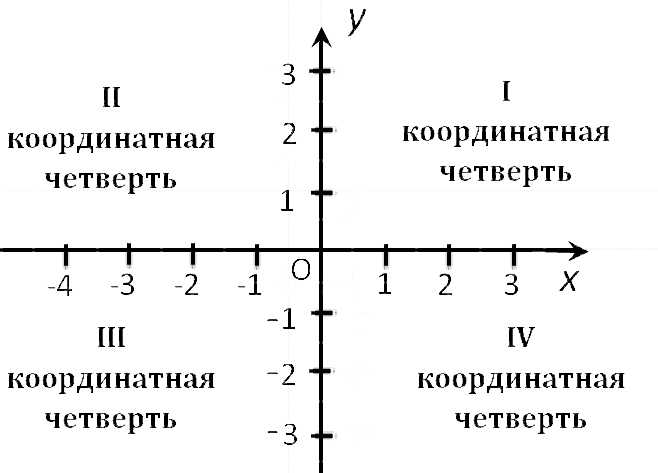 y
3
II
координатная
четверть
I
координатная
четверть
2
1
O
-4 -3 -2 -1
1 2 3 x
-1
III
координатная
четверть
IV
координатная
четверть
-2
-3